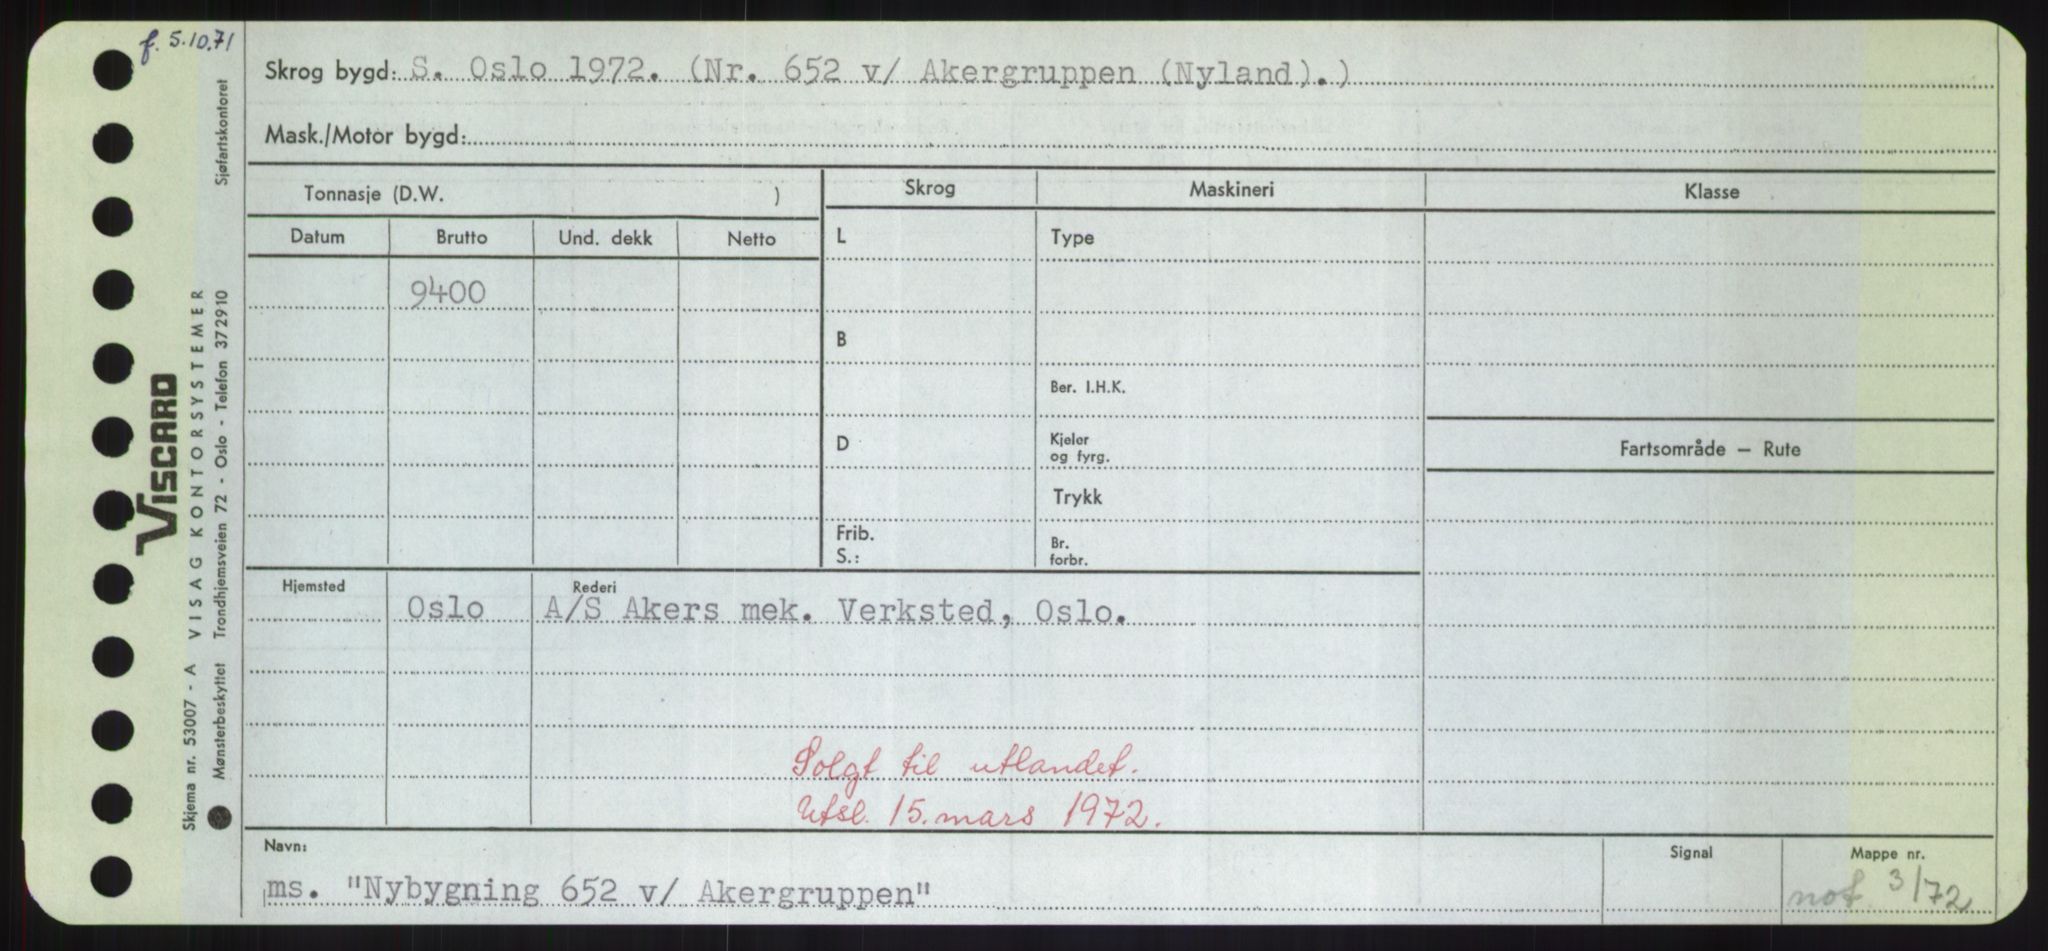 f. 5.10.71
Skrog bygd: S. Oslo 1972. (Nr. 652 v/ Akergruppen (Nyland).)
Mask./Motor bygd:
Tonnasje (D.W. )
Skrog
Maskineri
Klasse
Datum
Brutto
Und. dekk
Netto
L
Type
9400
B
Ber. I.H.K.
D
Kjeler
og fyrg.
Fartsområde — Rute
Trykk
Frib.
S.:
Br.
forbr.
Hjemsted
Rederi
Oslo
A/S Akers mek. Verksted, Oslo.
Solgt til utlandet.
Utsl. 15. mars 1972.
Navn:
Signal
Mappe nr.
ms. "Nybygning 652 v/ Akergruppen"
not 3/72
VISCARD
Skjema nr. 53007 - A VISAG KONTORSYSTEMER
Mønsterbeskyttet Trondhjemsveien 72 - Oslo - Telefon 372910 Sjøfartskontoret